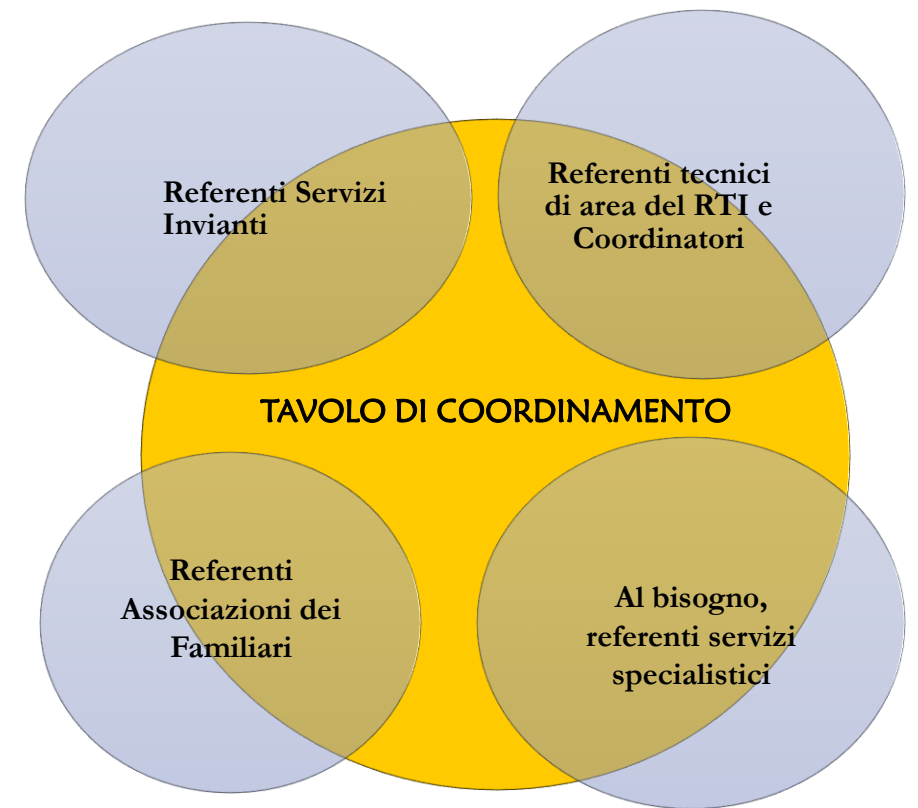 Referenti Servizi
Invianti
Referenti tecnici
di area del RTI e
Coordinatori
TAVOLO DI COORDINAMENTO
Referenti
Associazioni dei
Familiari
Al bisogno,
referenti servizi
specialistici